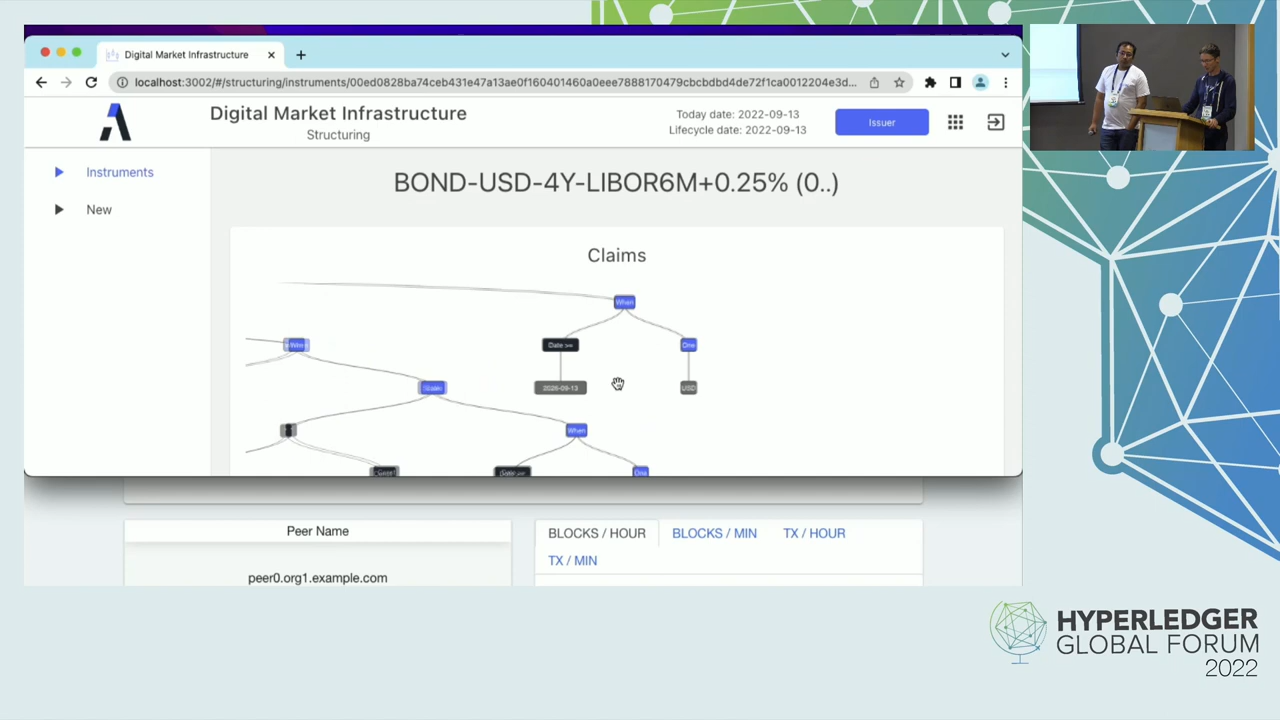 Digital Market Infrastructure
localhost:3002/#/structuring/instruments/00ed0828ba74ceb431e47a13ae0f160401460a0eee7888170479cbcbdbd4de72f1ca0012204e3d...
Digital Market Infrastructure
Structuring
Today date: 2022-09-13
Lifecycle date: 2022-09-13
Issuer
Instruments
New
BOND-USD-4Y-LIBOR6M+0.25% (0..)
Claims
When
Date >=
One
2026-09-13
USD
When
One
Peer Name
peer0.org1.example.com
BLOCKS / HOUR
BLOCKS / MIN
TX / HOUR
TX / MIN
HYPERLEDGER
GLOBAL FORUM
2022